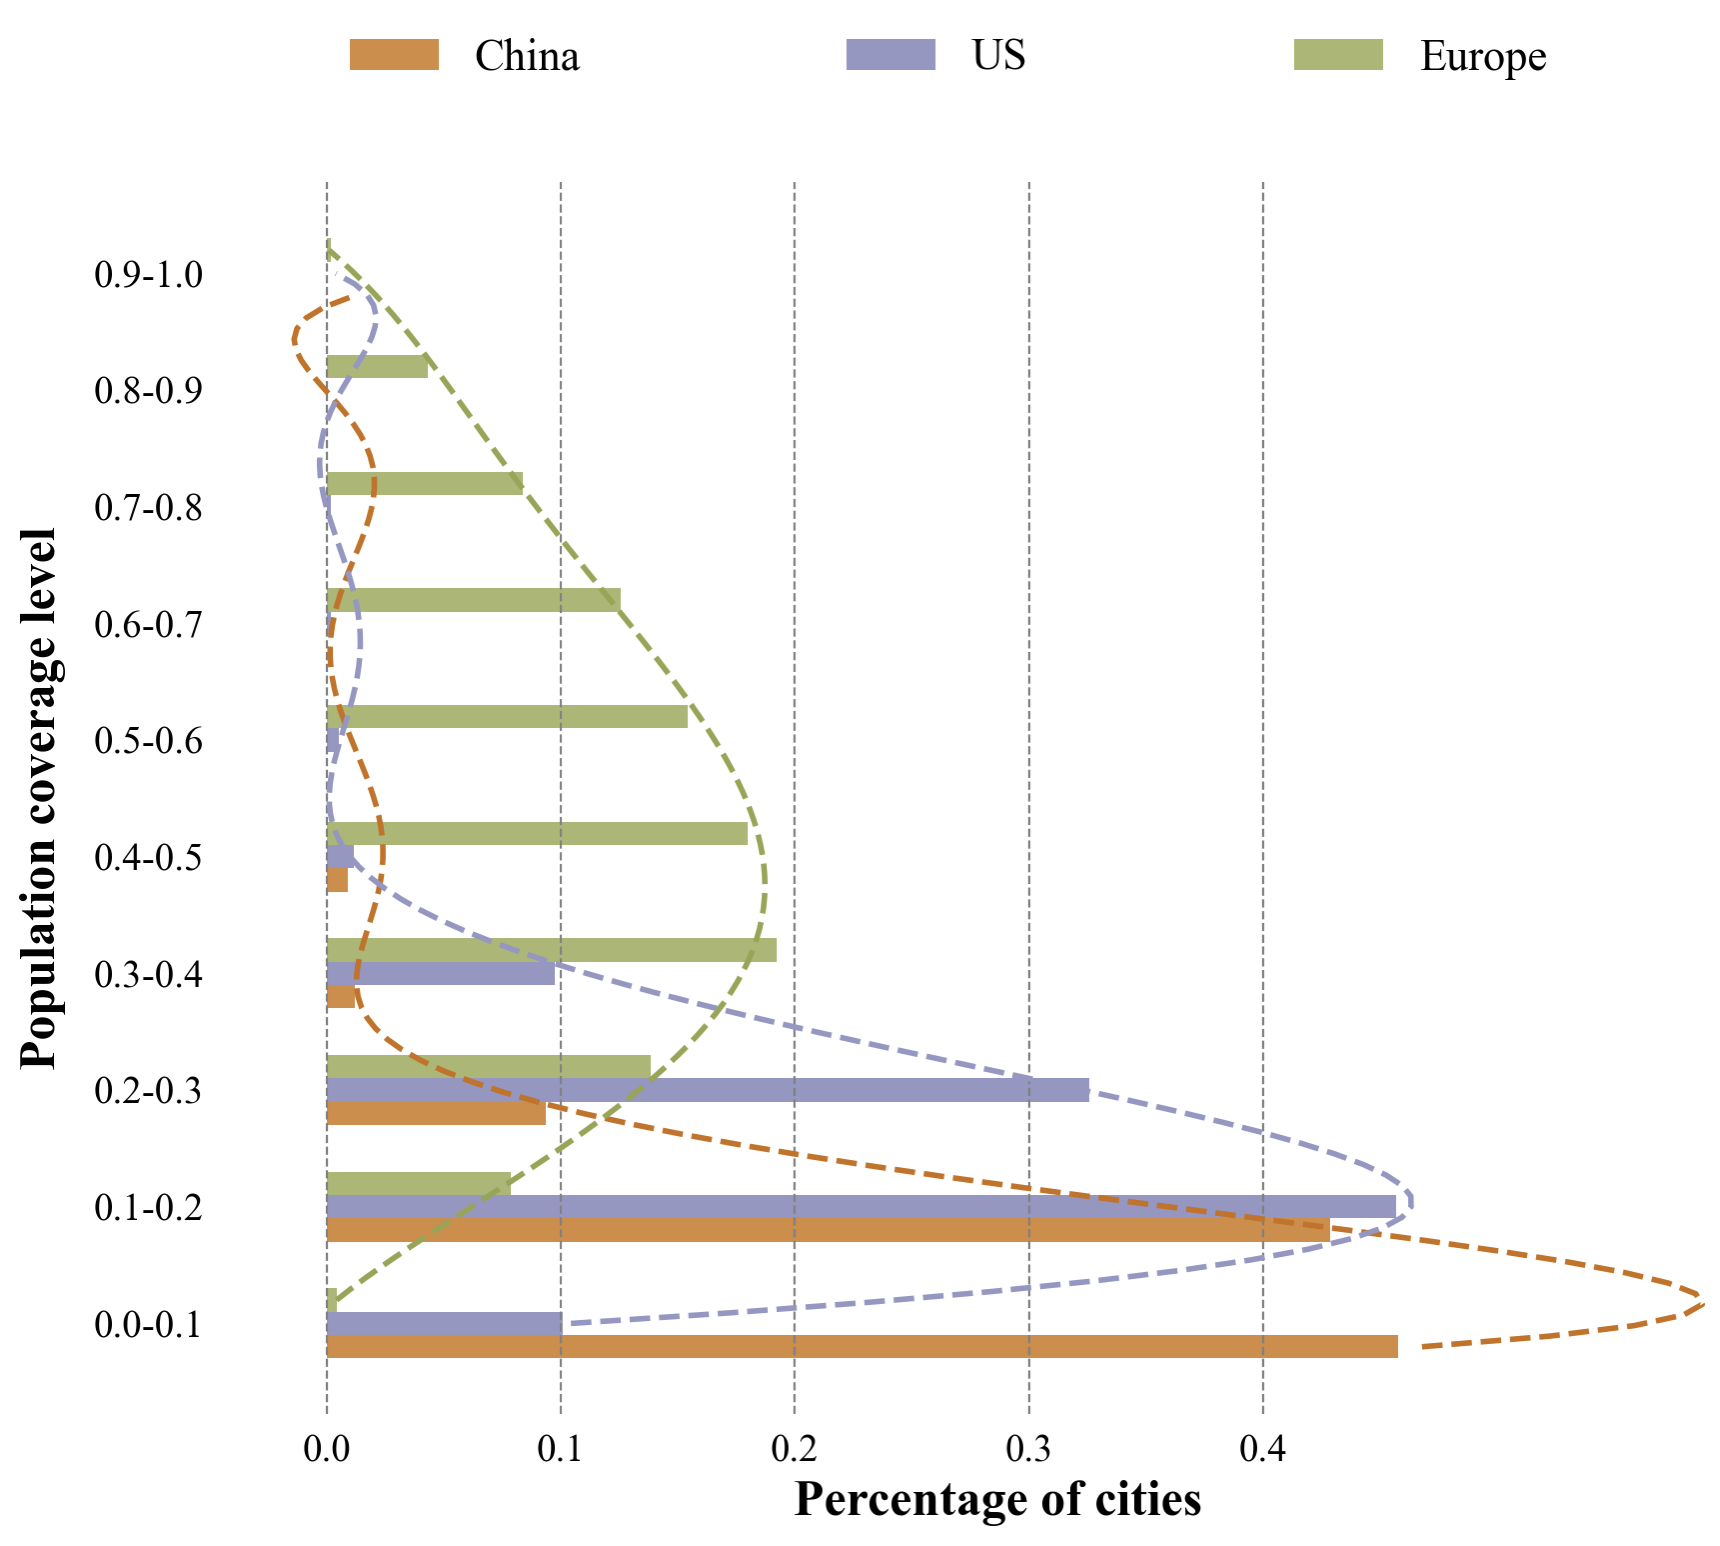 China US Europe
0.9-1.0
0.8-0.9
0.7-0.8
0.6-0.7
0.5-0.6
0.4-0.5
0.3-0.4
0.2-0.3
0.1-0.2
0.0-0.1
Population coverage level
0.0 0.1 0.2 0.3 0.4
Percentage of cities